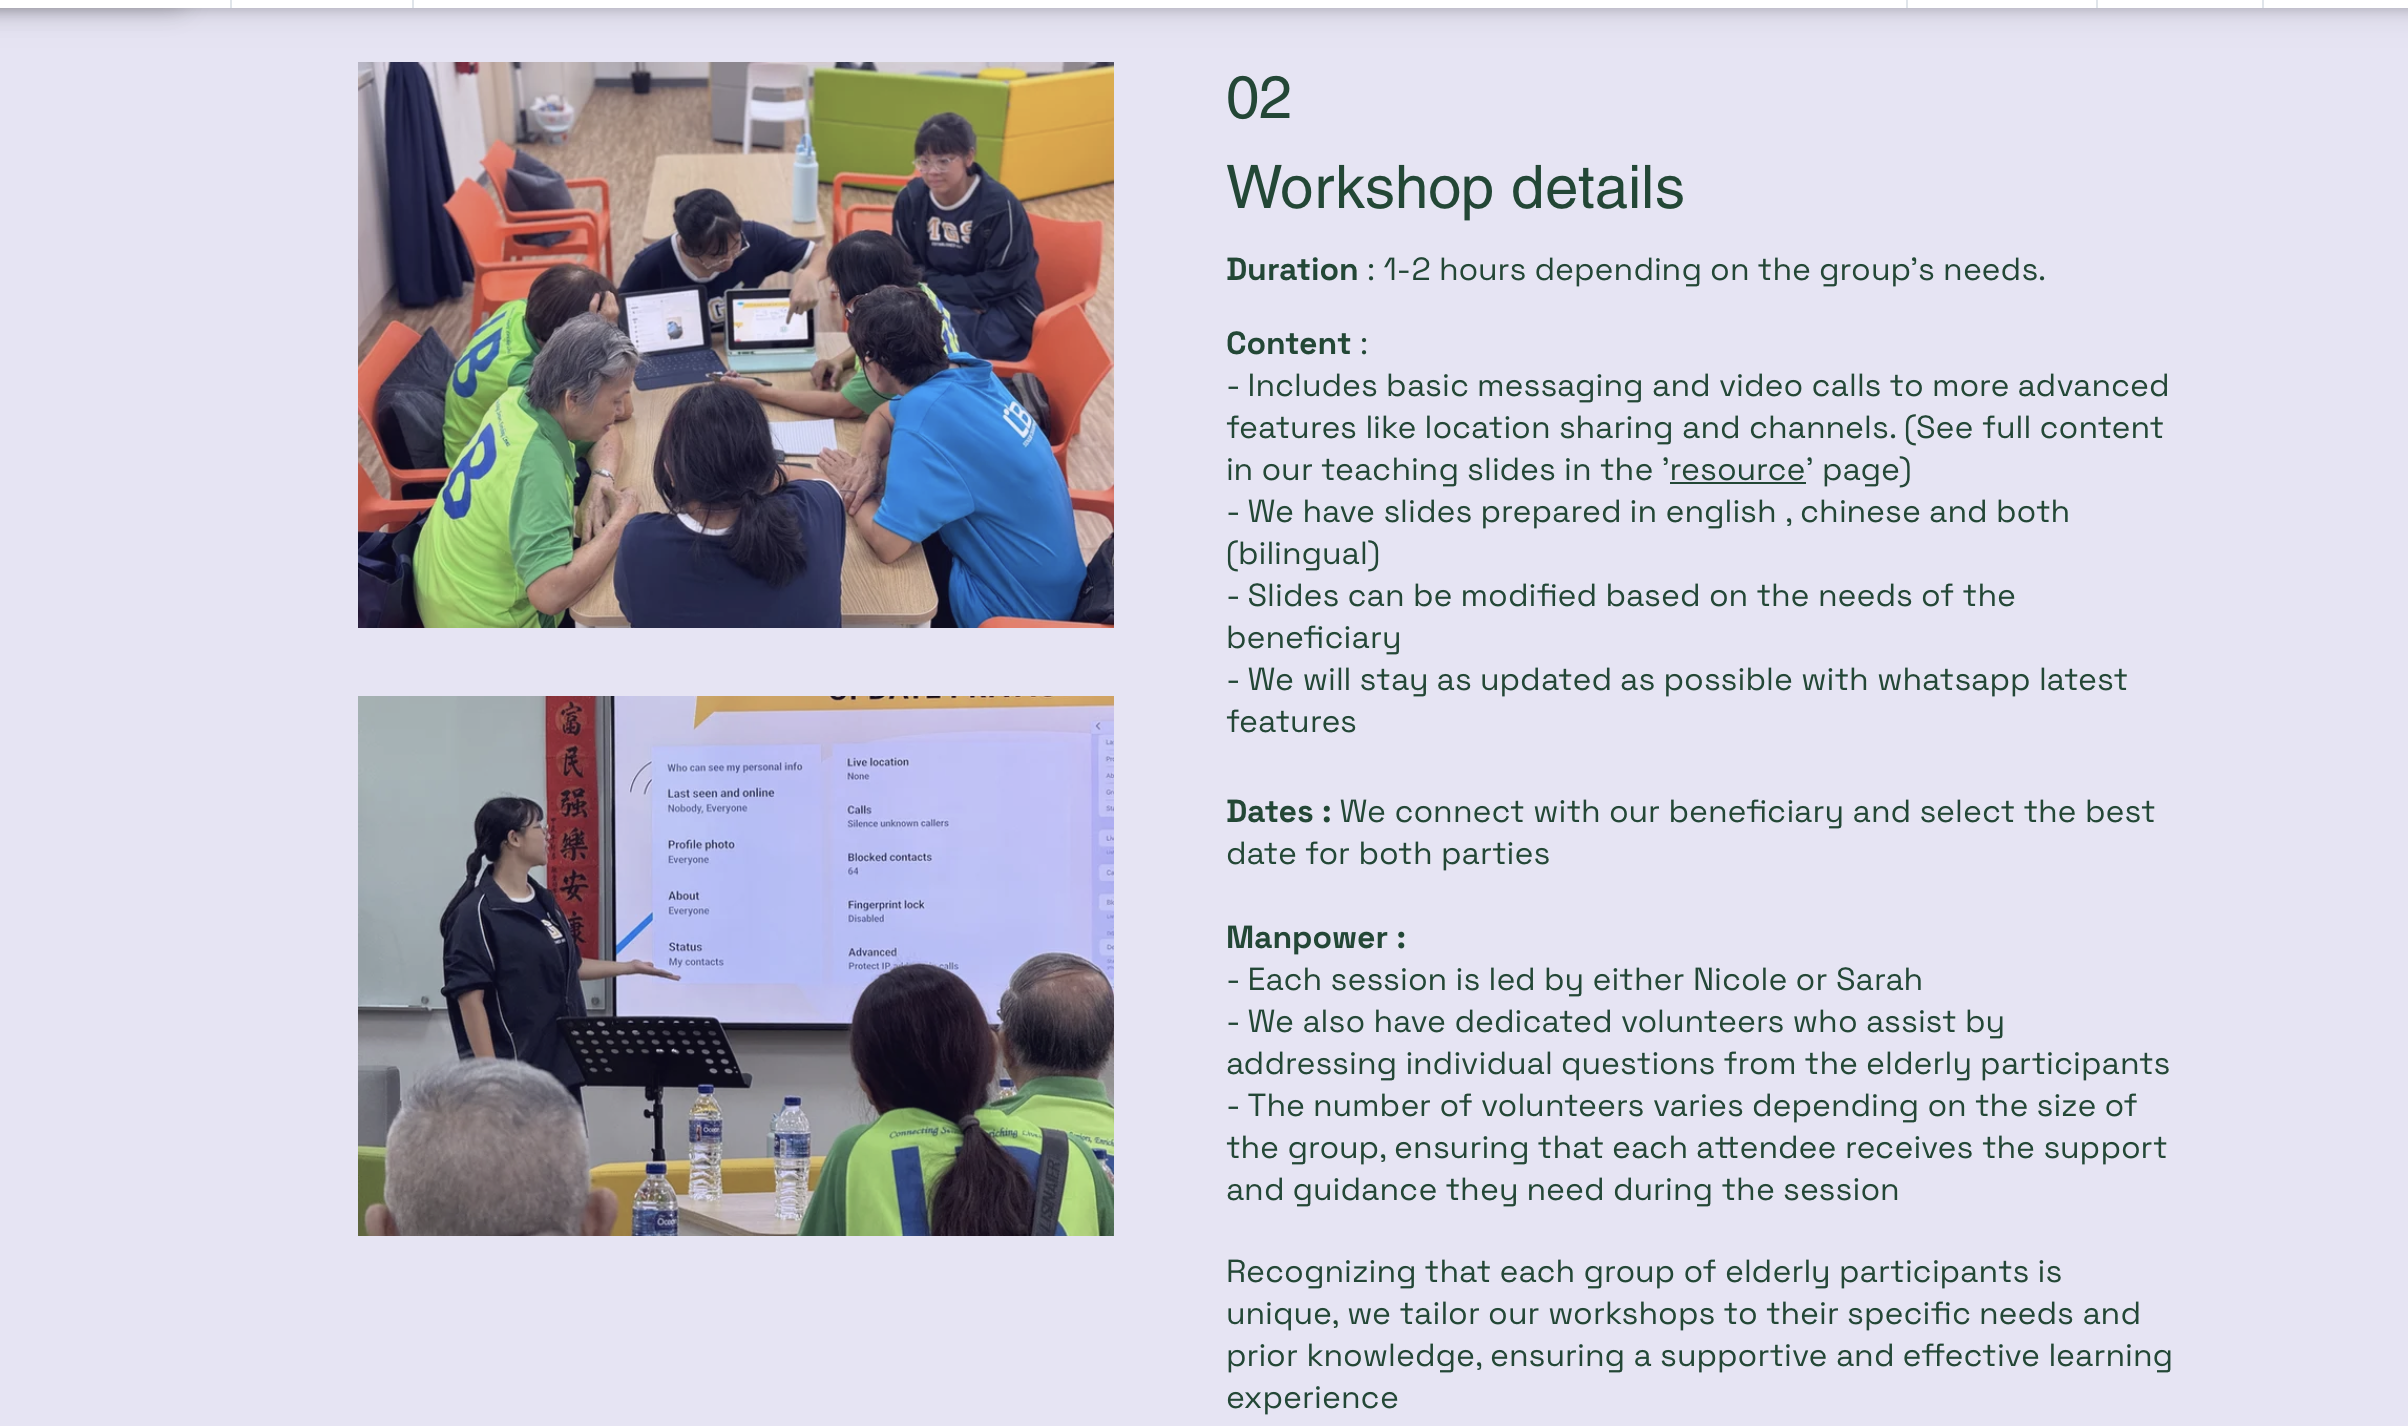 02
Workshop details
Duration : 1-2 hours depending on the group's needs.
Content :
- Includes basic messaging and video calls to more advanced
features like location sharing and channels. (See full content
in our teaching slides in the 'resource' page)
- We have slides prepared in english , chinese and both
(bilingual)
- Slides can be modified based on the needs of the
beneficiary
- We will stay as updated as possible with whatsapp latest
features
Dates : We connect with our beneficiary and select the best
date for both parties
Manpower :
- Each session is led by either Nicole or Sarah
- We also have dedicated volunteers who assist by
addressing individual questions from the elderly participants
- The number of volunteers varies depending on the size of
the group, ensuring that each attendee receives the support
and guidance they need during the session
Recognizing that each group of elderly participants is
unique, we tailor our workshops to their specific needs and
prior knowledge, ensuring a supportive and effective learning
experience
MGS
富民强樂安康
Who can see my personal info
Last seen and online
Nobody, Everyone
Profile photo
Everyone
About
Everyone
Status
My contacts
Live location
None
Calls
Silence unknown callers
Blocked contacts
64
Fingerprint lock
Disabled
Advanced
Protect IP calls
Connecting